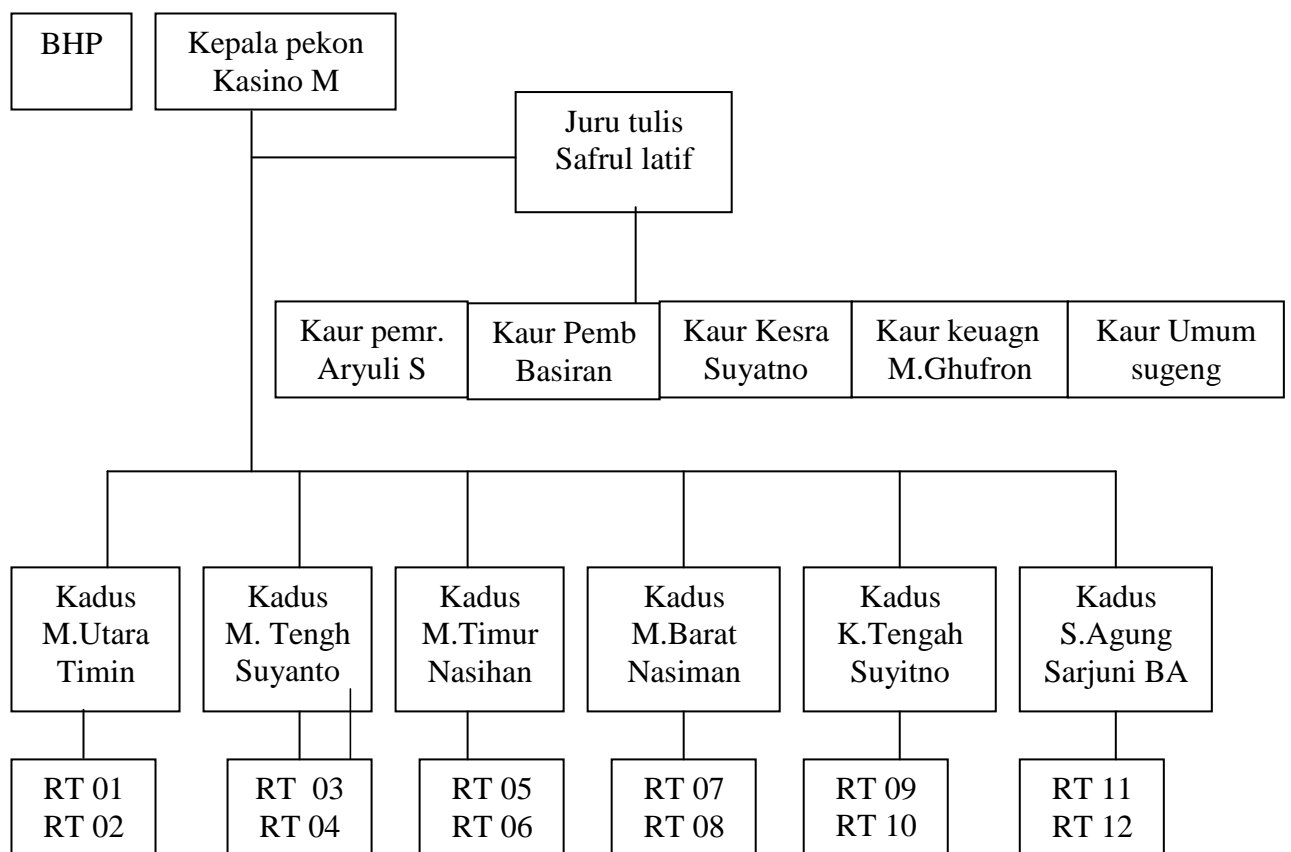 BHP
Kepala pekon
Kasino M
Juru tulis
Safrul latif
Kaur pemr.
Aryuli S
Kaur Pemb
Basiran
Kaur Kesra
Suyatno
Kaur keuagn
M.Ghufron
Kaur Umum
sugeng
Kadus
M.Utara
Timin
Kadus
M. Tengh
Suyanto
Kadus
M.Timur
Nasihan
Kadus
M.Barat
Nasiman
Kadus
K.Tengah
Suyitno
Kadus
S.Agung
Sarjuni BA
RT 01
RT 02
RT 03
RT 04
RT 05
RT 06
RT 07
RT 08
RT 09
RT 10
RT 11
RT 12